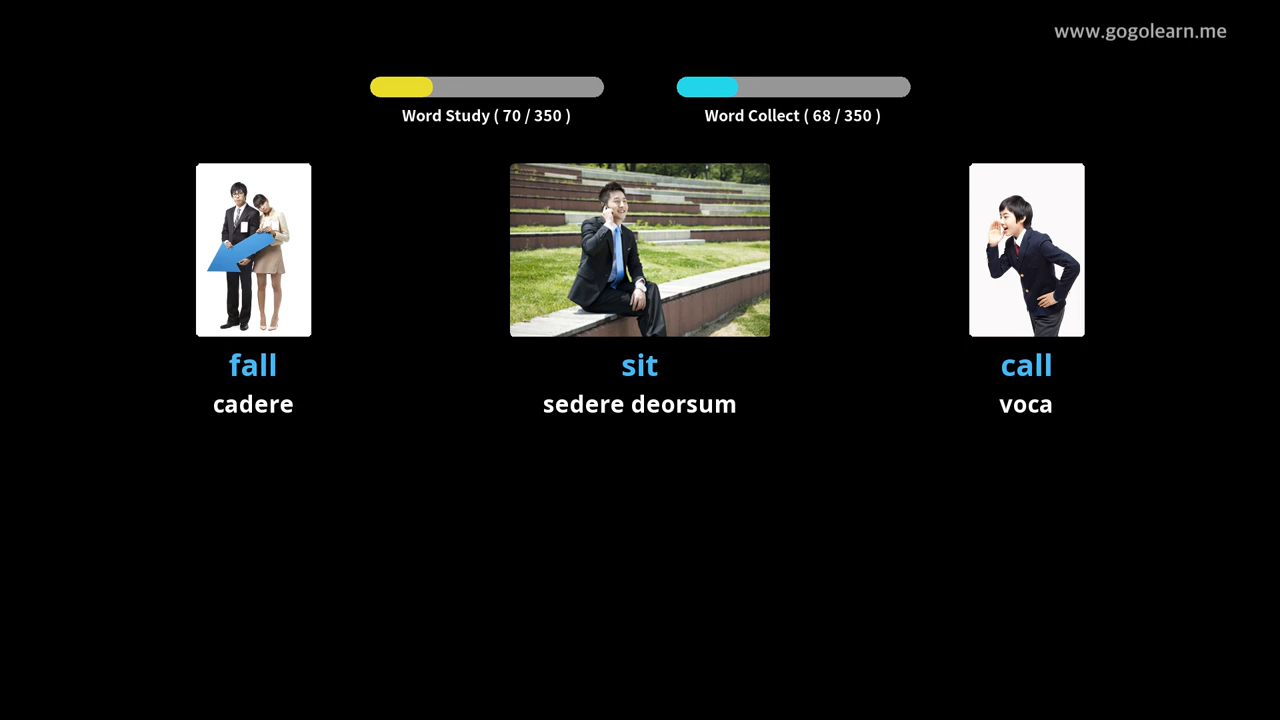 www.gogolearn.me
Word Study ( 70 / 350 )
Word Collect ( 68 / 350 )
fall
cadere
sit
sedere deorsum
call
voca